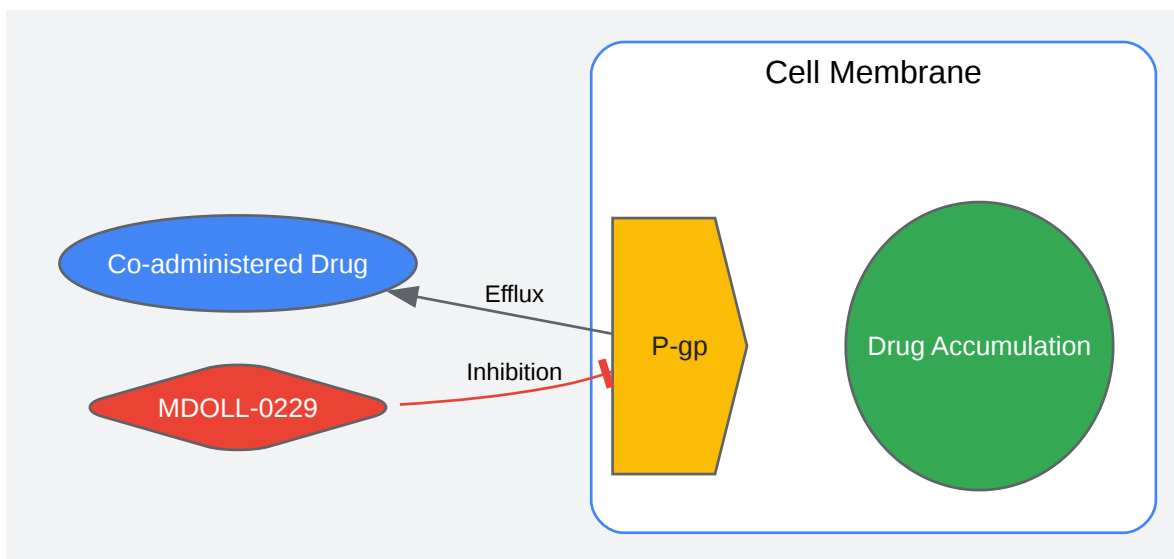 Cell Membrane
Co-administered Drug
Efflux
P-gp
Drug Accumulation
Inhibition
MDOLL-0229